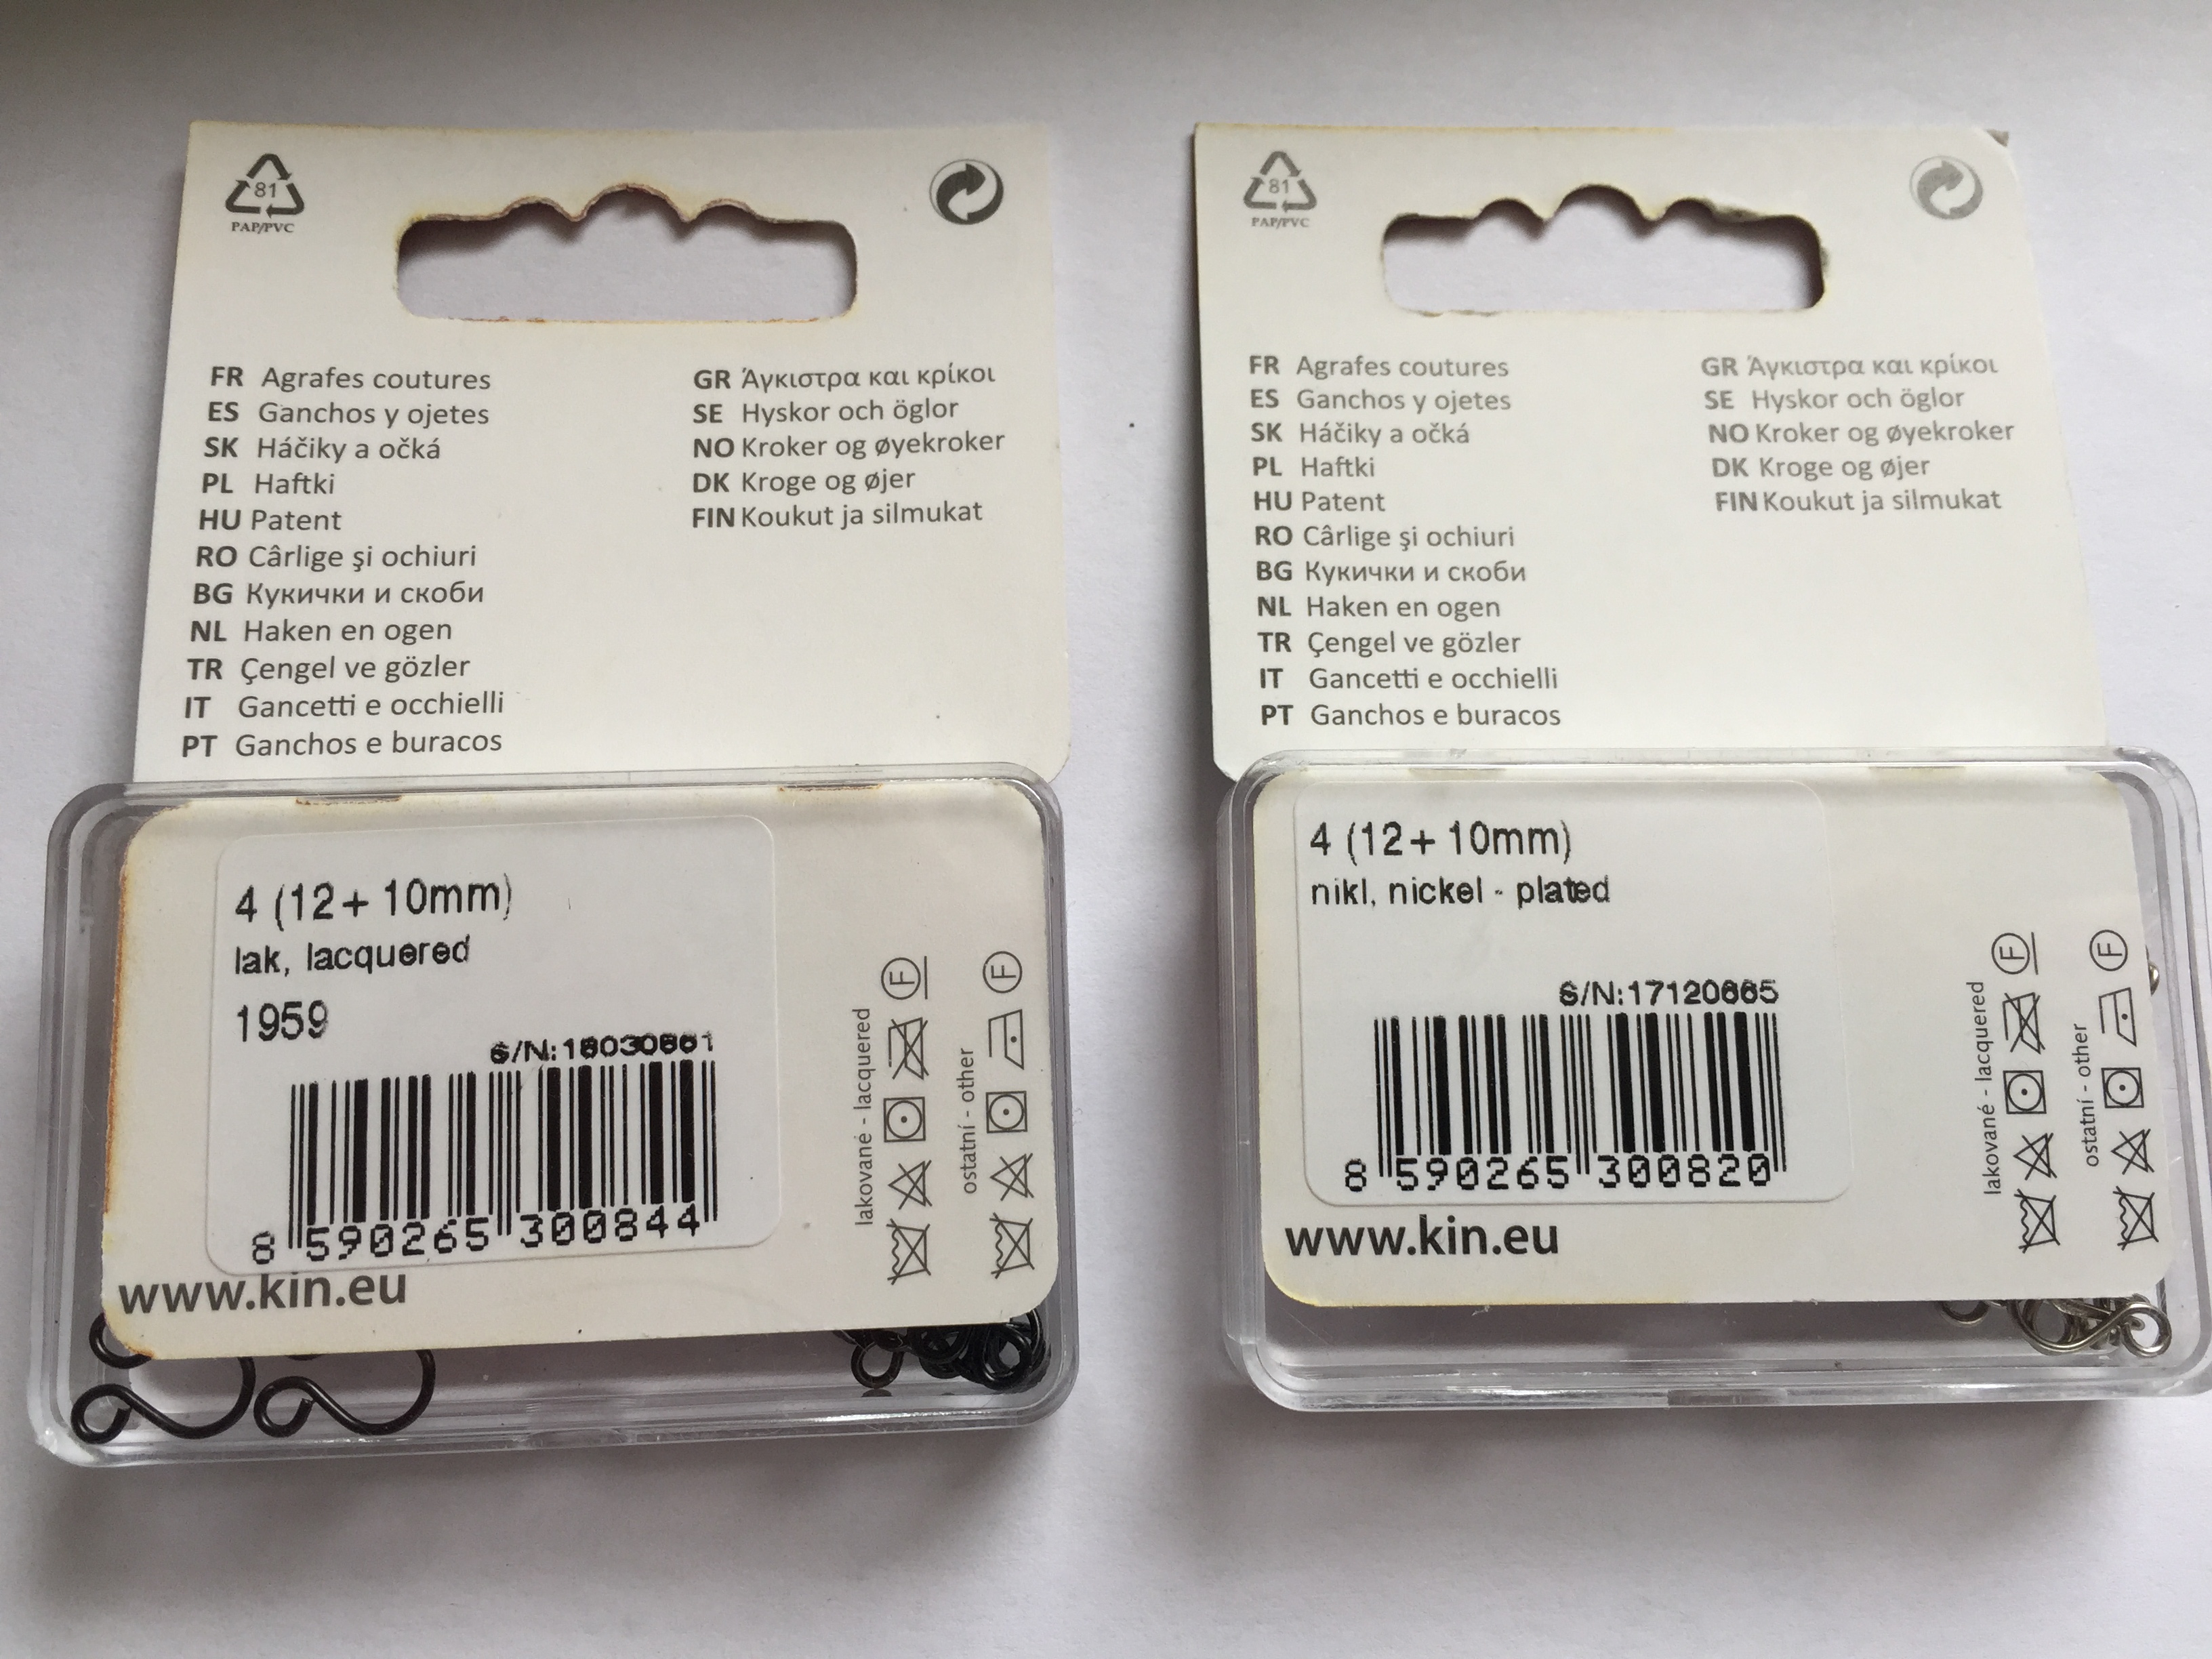 81
PAP/PVC
FR Agrafes coutures
ES Ganchos y ojetes
SK Háčiky a očká
PL Haftki
HU Patent
RO Cârlige şi ochiuri
BG Кукички и скоби
NL Haken en ogen
TR Çengel ve gözler
IT Gancetti e occhielli
PT Ganchos e buracos
GR Άγκιστρα και κρίκοι
SE Hyskor och öglor
NO Kroker og øyekroker
DK Kroge og øjer
FIN Koukut ja silmukat
4 (12+10mm)
lak, lacquered
1959
8 590265 300844
www.kin.eu
lakované - lacquered
F
ostatní - other
F
81
PAP/PVC
FR Agrafes coutures
ES Ganchos y ojetes
SK Háčiky a očká
PL Haftki
HU Patent
RO Cârlige şi ochiuri
BG Кукички и скоби
NL Haken en ogen
TR Çengel ve gözler
IT Gancetti e occhielli
PT Ganchos e buracos
GR Άγκιστρα και κρίκοι
SE Hyskor och öglor
NO Kroker og øyekroker
DK Kroge og øjer
FIN Koukut ja silmukat
4 (12+10mm)
nikl, nickel - plated
8 590265 300820
www.kin.eu
lakované - lacquered
F
ostatní - other
F